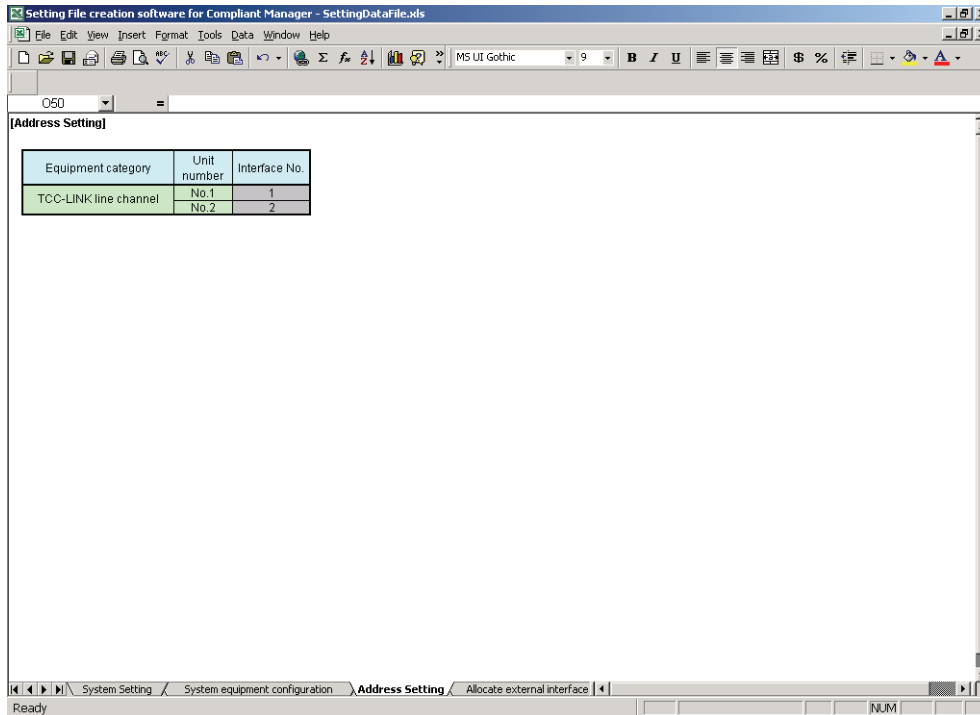 Setting File creation software for Compliant Manager - SettingDataFile.xls
File Edit View Insert Format Tools Data Window Help
MS UI Gothic 9 B I U $ % A
O50 =
[Address Setting]
Equipment category Unit number Interface No.
TCC-LINK line channel No.1 1
No.2 2
System Setting System equipment configuration Address Setting Allocate external interface
Ready NUM